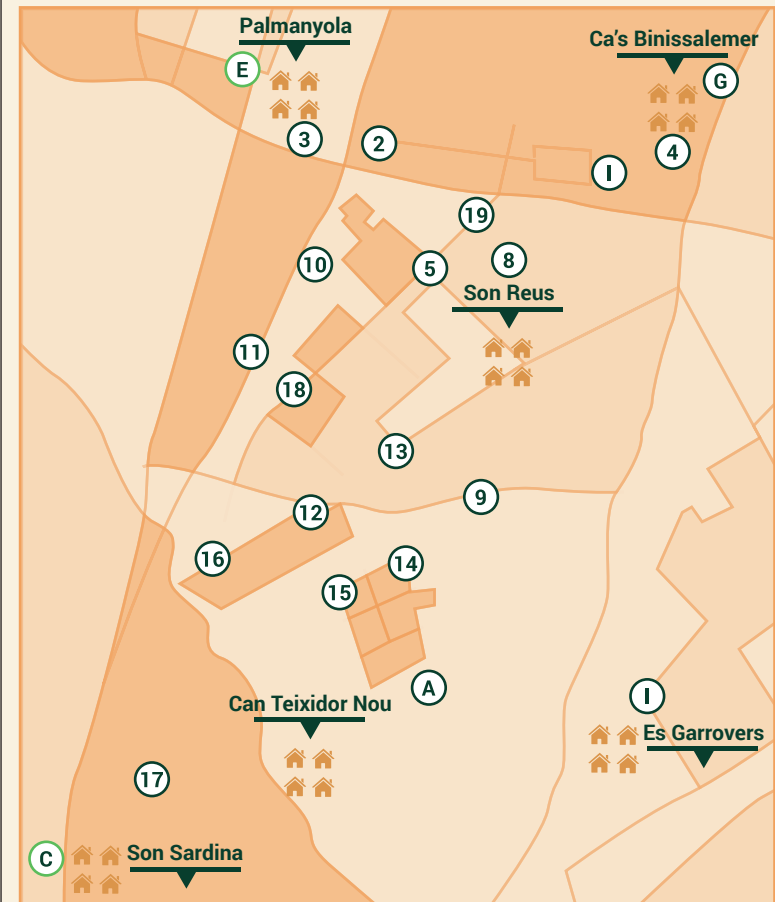 Palmanyola
Ca's Binissalemer
E
G
3
2
4
I
19
10
5
8
Son Reus
11
18
13
9
12
16
14
15
A
I
Can Teixidor Nou
Es Garrovers
17
C
Son Sardina